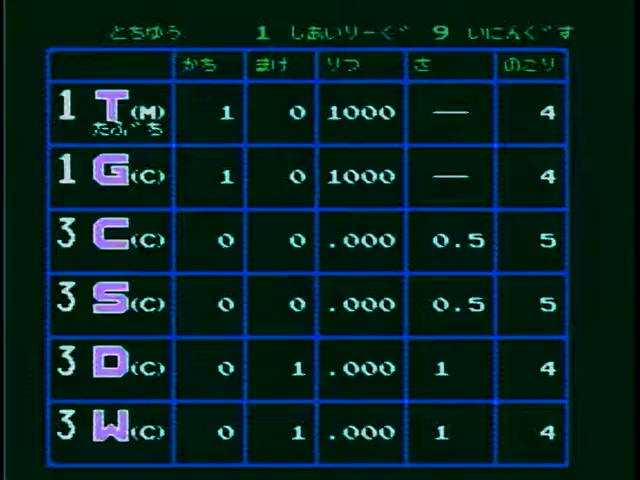 とちゆう 1 しあいりーぐ 9 いにんぐす
かち まけ りつ さ のこり
1 T(M) 1 0 1000 — 4
たぶち
1 G(C) 1 0 1000 — 4
3 C(C) 0 0 .000 0.5 5
3 S(C) 0 0 .000 0.5 5
3 D(C) 0 1 .000 1 4
3 W(C) 0 1 .000 1 4